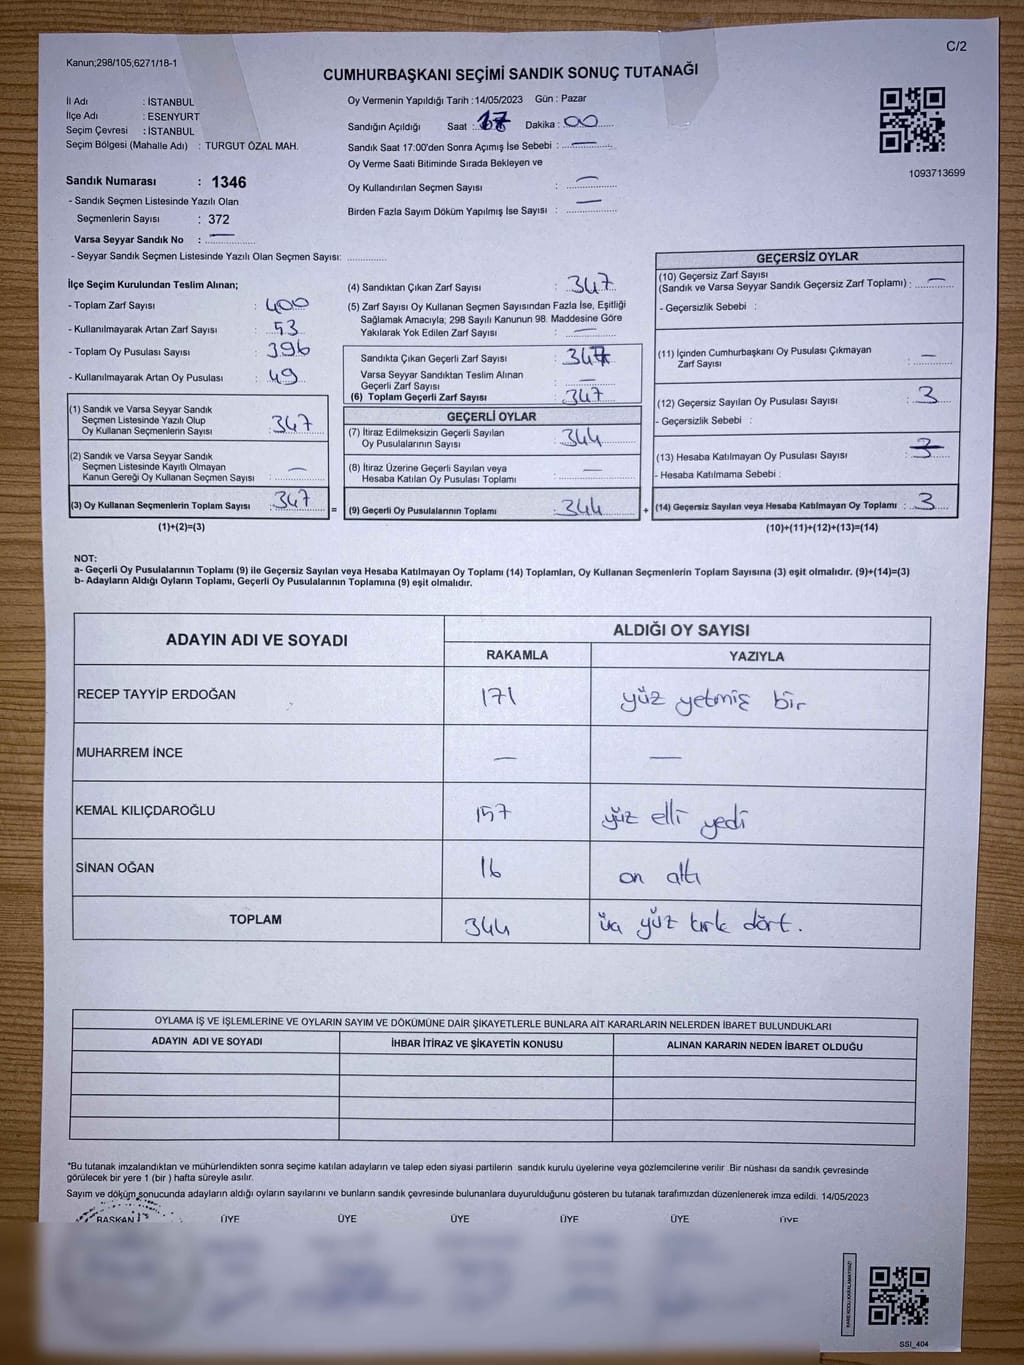 C/2
Kanun;298/105,6271/18-1
CUMHURBAŞKANI SEÇİMİ SANDIK SONUÇ TUTANAĞI
İl Adı : İSTANBUL
İlçe Adı : ESENYURT
Seçim Çevresi : İSTANBUL
Seçim Bölgesi (Mahalle Adı) : TURGUT ÖZAL MAH.
Sandık Numarası : 1346
- Sandık Seçmen Listesinde Yazılı Olan
Seçmenlerin Sayısı : 372
Varsa Seyyar Sandık No : —
- Seyyar Sandık Seçmen Listesinde Yazılı Olan Seçmen Sayısı:
Oy Vermenin Yapıldığı Tarih :14/05/2023 Gün : Pazar
Sandığın Açıldığı Saat : 17 Dakika : 00
Sandık Saat 17:00'den Sonra Açımış İse Sebebi : —
Oy Verme Saati Bitiminde Sırada Bekleyen ve
Oy Kullandırılan Seçmen Sayısı : —
Birden Fazla Sayım Döküm Yapılmış İse Sayısı : —
1093713699
İlçe Seçim Kurulundan Teslim Alınan;
- Toplam Zarf Sayısı : 400
- Kullanılmayarak Artan Zarf Sayısı : 53
- Toplam Oy Pusulası Sayısı : 396
- Kullanılmayarak Artan Oy Pusulası : 49
(1) Sandık ve Varsa Seyyar Sandık
Seçmen Listesinde Yazılı Olup
Oy Kullanan Seçmenlerin Sayısı : 347
(2) Sandık ve Varsa Seyyar Sandık
Seçmen Listesinde Kayıtlı Olmayan
Kanun Gereği Oy Kullanan Seçmen Sayısı : —
(3) Oy Kullanan Seçmenlerin Toplam Sayısı : 347
(1)+(2)=(3)
=
(4) Sandıktan Çıkan Zarf Sayısı : 347
(5) Zarf Sayısı Oy Kullanan Seçmen Sayısından Fazla İse, Eşitliği
Sağlamak Amacıyla; 298 Sayılı Kanunun 98. Maddesine Göre
Yakılarak Yok Edilen Zarf Sayısı : —
Sandıkta Çıkan Geçerli Zarf Sayısı : 347
Varsa Seyyar Sandıktan Teslim Alınan
Geçerli Zarf Sayısı : —
(6) Toplam Geçerli Zarf Sayısı : 347
GEÇERLİ OYLAR
(7) İtiraz Edilmeksizin Geçerli Sayılan
Oy Pusulalarının Sayısı : 344
(8) İtiraz Üzerine Geçerli Sayılan veya
Hesaba Katılan Oy Pusulası Toplamı : —
(9) Geçerli Oy Pusulalarının Toplamı : 344
+
GEÇERSİZ OYLAR
(10) Geçersiz Zarf Sayısı
(Sandık ve Varsa Seyyar Sandık Geçersiz Zarf Toplamı) : —
- Geçersizlik Sebebi :
(11) İçinden Cumhurbaşkanı Oy Pusulası Çıkmayan
Zarf Sayısı : —
(12) Geçersiz Sayılan Oy Pusulası Sayısı : 3
- Geçersizlik Sebebi :
(13) Hesaba Katılmayan Oy Pusulası Sayısı : 3
- Hesaba Katılmama Sebebi :
(14) Geçersiz Sayılan veya Hesaba Katılmayan Oy Toplamı : 3
(10)+(11)+(12)+(13)=(14)
NOT:
a- Geçerli Oy Pusulalarının Toplamı (9) ile Geçersiz Sayılan veya Hesaba Katılmayan Oy Toplamı (14) Toplamları, Oy Kullanan Seçmenlerin Toplam Sayısına (3) eşit olmalıdır. (9)+(14)=(3)
b- Adayların Aldığı Oyların Toplamı, Geçerli Oy Pusulalarının Toplamına (9) eşit olmalıdır.
ADAYIN ADI VE SOYADI
ALDIĞI OY SAYISI
RAKAMLA YAZIYLA
RECEP TAYYİP ERDOĞAN 171 yüz yetmiş bir
MUHARREM İNCE — —
KEMAL KILIÇDAROĞLU 157 yüz elli yedi
SİNAN OĞAN 16 on altı
TOPLAM 344 üç yüz kırk dört.
OYLAMA İŞ VE İŞLEMLERİNE VE OYLARIN SAYIM VE DÖKÜMÜNE DAİR ŞİKAYETLERLE BUNLARA AİT KARARLARIN NELERDEN İBARET BULUNDUKLARI
ADAYIN ADI VE SOYADI İHBAR İTİRAZ VE ŞİKAYETİN KONUSU ALINAN KARARIN NEDEN İBARET OLDUĞU
*Bu tutanak imzalandıktan ve mühürlendikten sonra seçime katılan adayların ve talep eden siyasi partilerin sandık kurulu üyelerine veya gözlemcilerine verilir .Bir nüshası da sandık çevresinde
görülecek bir yere 1 (bir ) hafta süreyle asılır.
Sayım ve döküm sonucunda adayların aldığı oyların sayılarını ve bunların sandık çevresinde bulunanlara duyurulduğunu gösteren bu tutanak tarafımızdan düzenlenerek imza edildi. 14/05/2023
BAŞKAN ÜYE ÜYE ÜYE ÜYE ÜYE ÜYE
KARE KODU KARALAMAYINIZ!
SSI_404